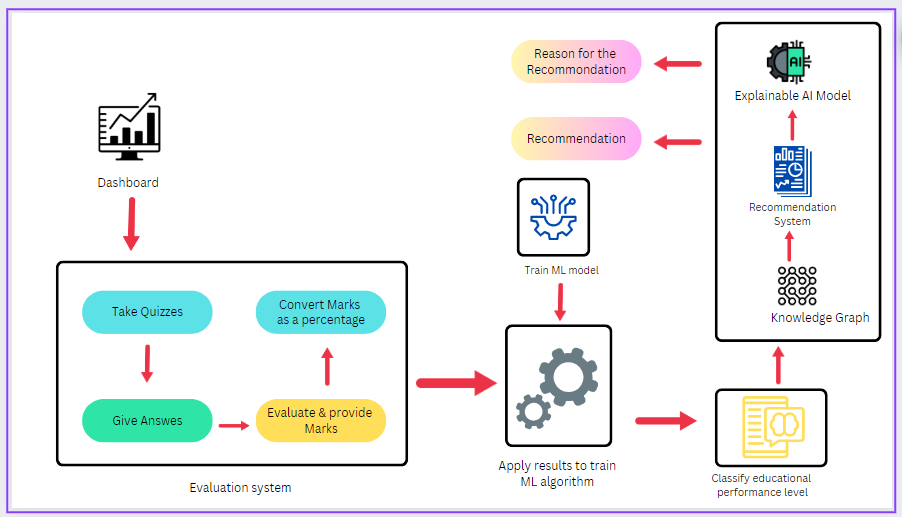 Reason for the
Recommondation
Explainable AI Model
AI
Recommendation
Dashboard
Recommendation
System
Train ML model
Take Quizzes
Convert Marks
as a percentage
Knowledge Graph
Give Answes
Evaluate & provide
Marks
Evaluation system
Apply results to train
ML algorithm
Classify educational
performance level